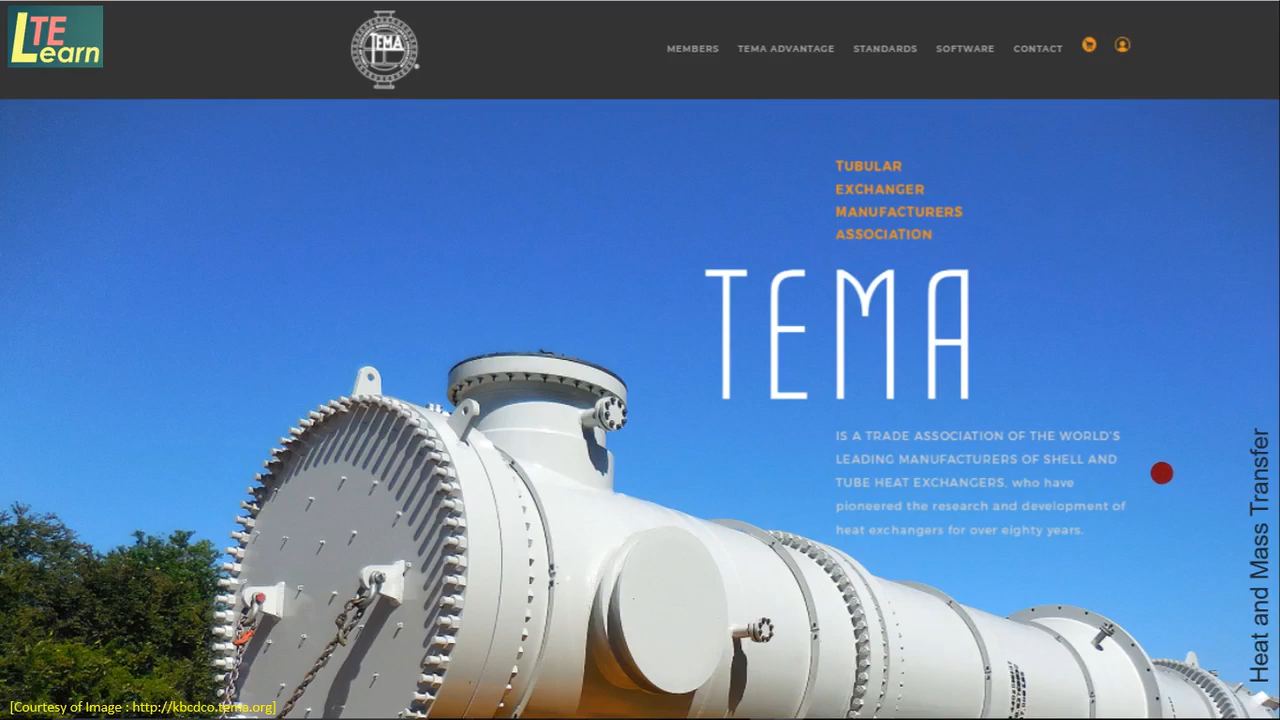 LTE
Learn
TEMA
MEMBERS
TEMA ADVANTAGE
STANDARDS
SOFTWARE
CONTACT
TUBULAR
EXCHANGER
MANUFACTURERS
ASSOCIATION
TEMA
IS A TRADE ASSOCIATION OF THE WORLD'S
LEADING MANUFACTURERS OF SHELL AND
TUBE HEAT EXCHANGERS, who have
pioneered the research and development of
heat exchangers for over eighty years.
Heat and Mass Transfer
[Courtesy of Image : http://kbcdco.tema.org]